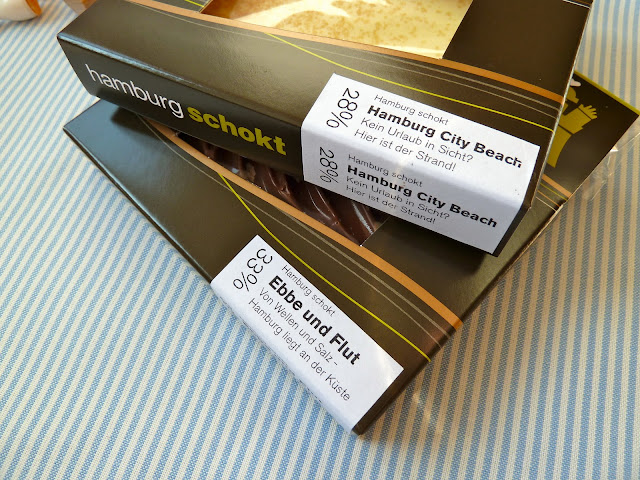 hamburg schokt
28%
Hamburg schokt
Hamburg City Beach
Kein Urlaub in Sicht?
Hier ist der Strand!
28%
Hamburg schokt
Hamburg City Beach
Kein Urlaub in Sicht?
Hier ist der Strand!
33%
Hamburg schokt
Ebbe und Flut
Von Wellen und Salz -
Hamburg liegt an der Küste